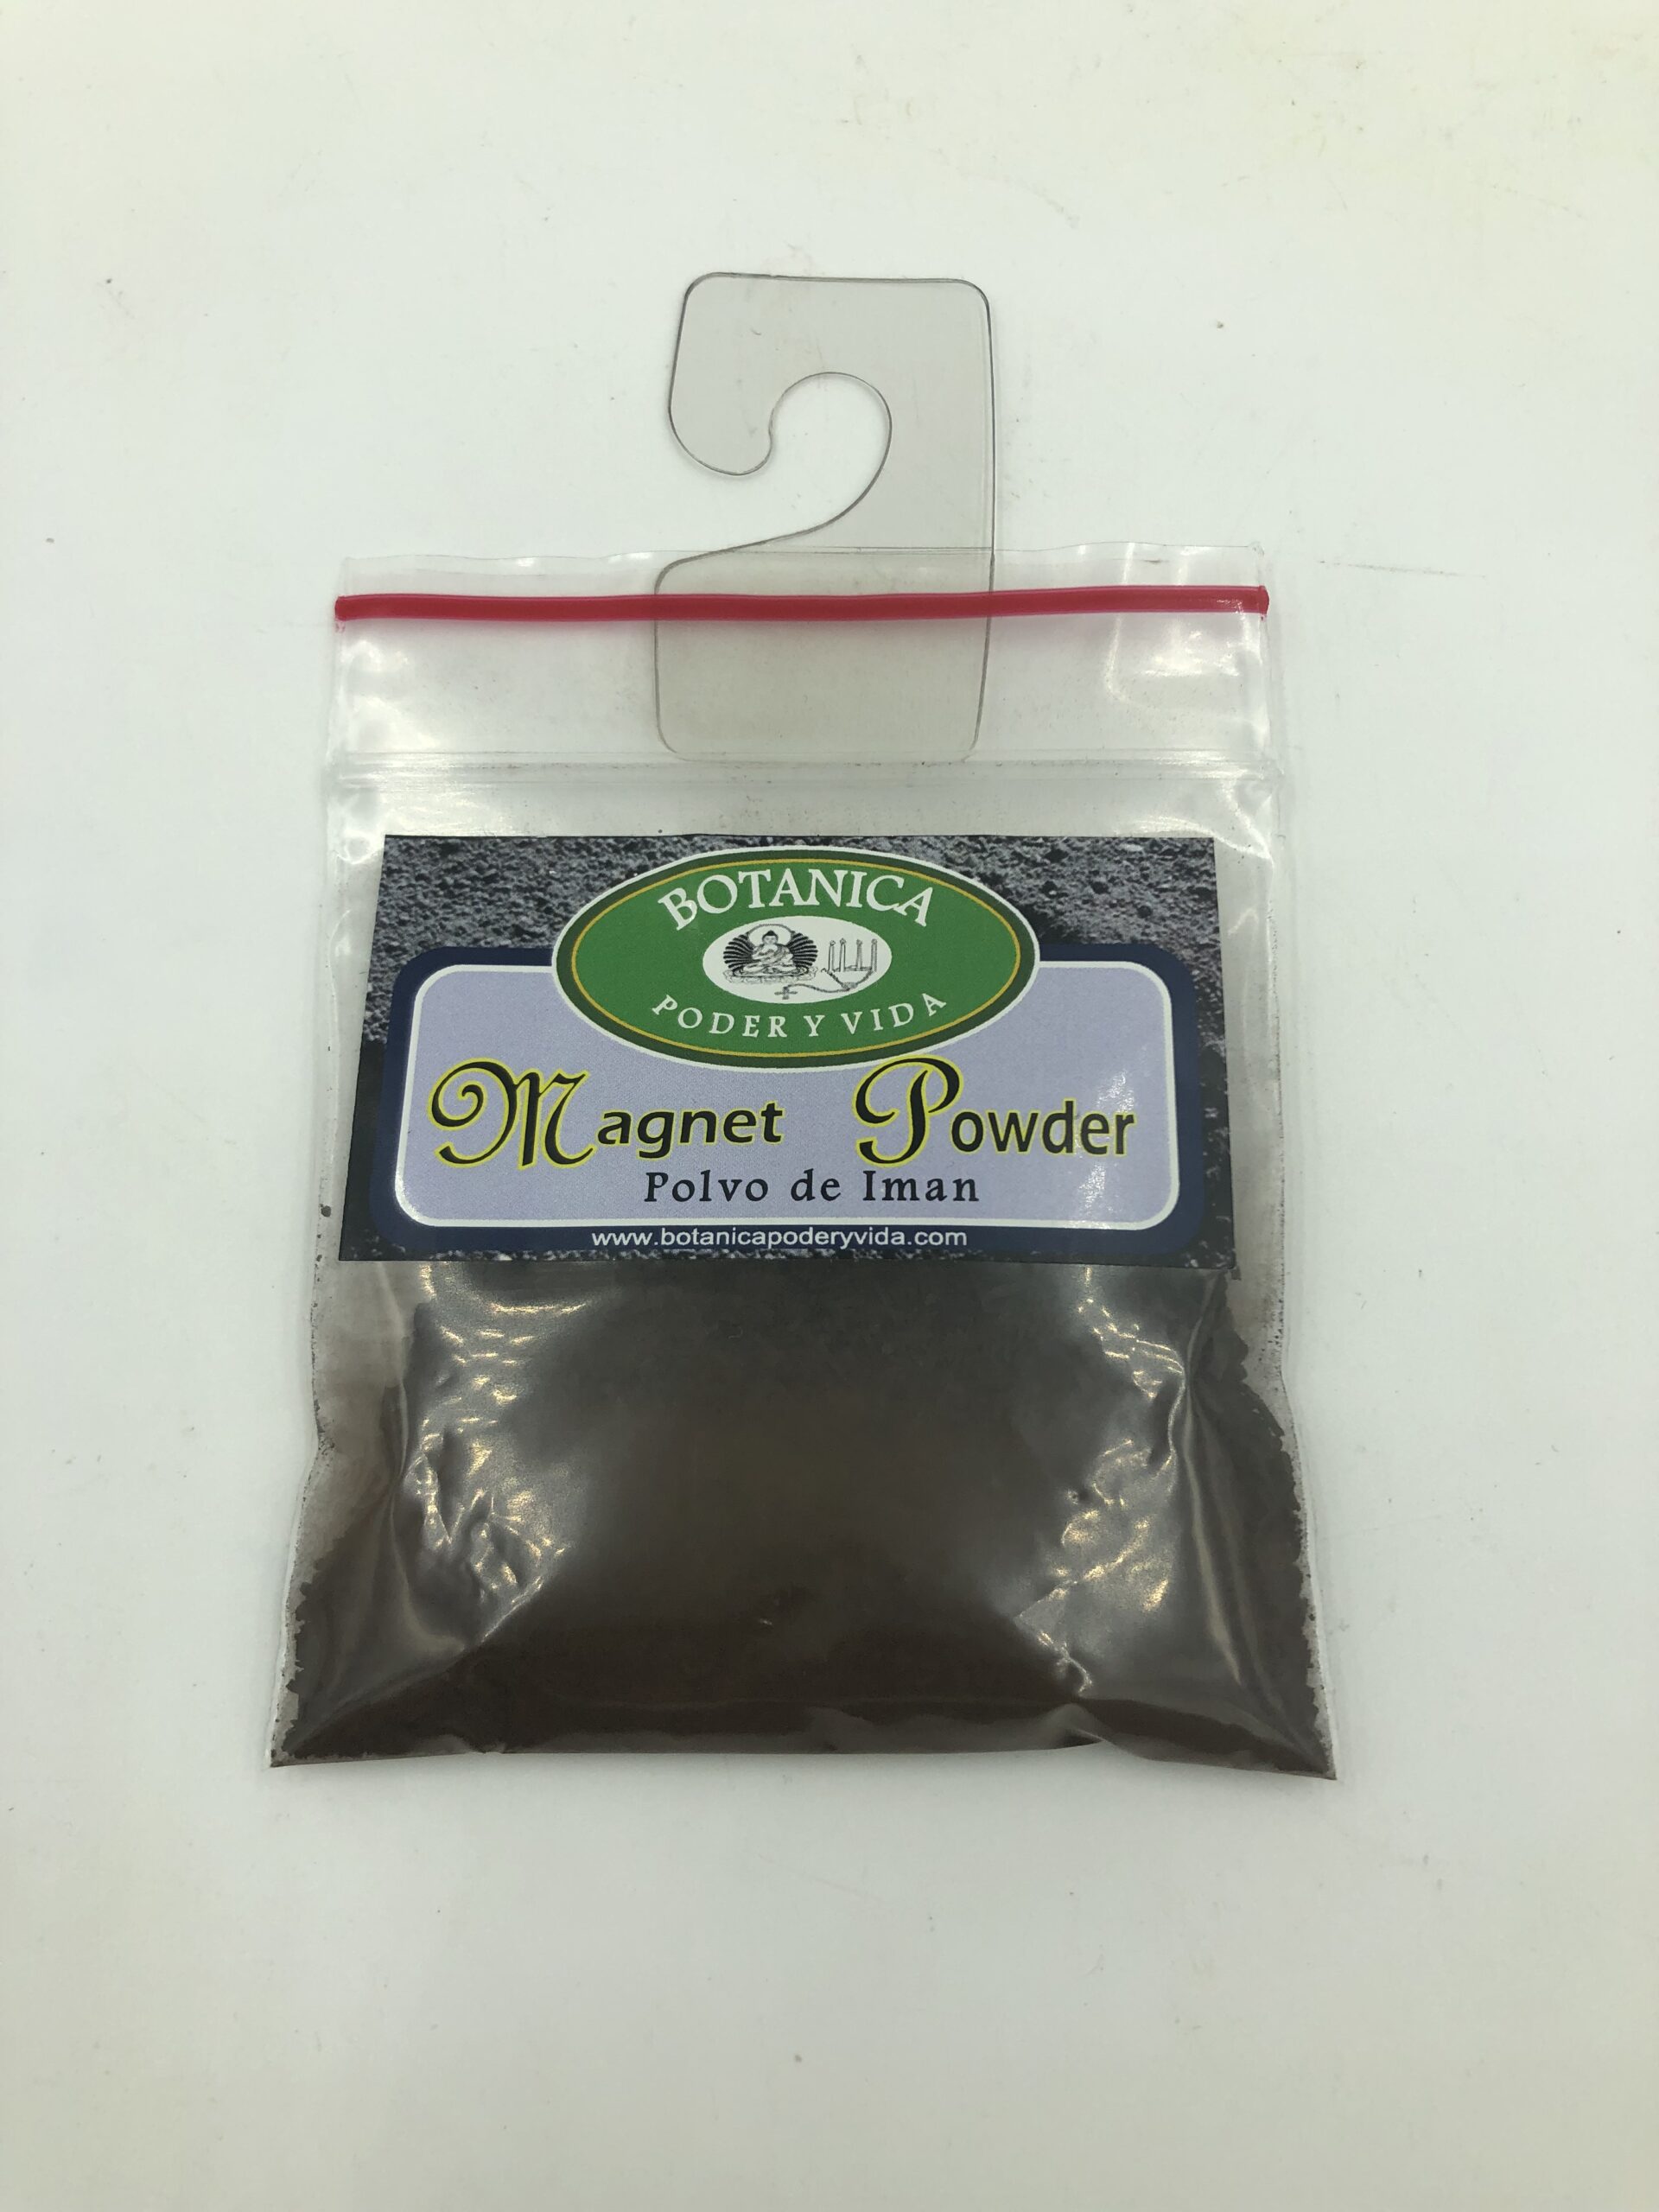 BOTANICA
PODER Y VIDA
Magnet Powder
Polvo de Iman
www.botanicapoderyvida.com